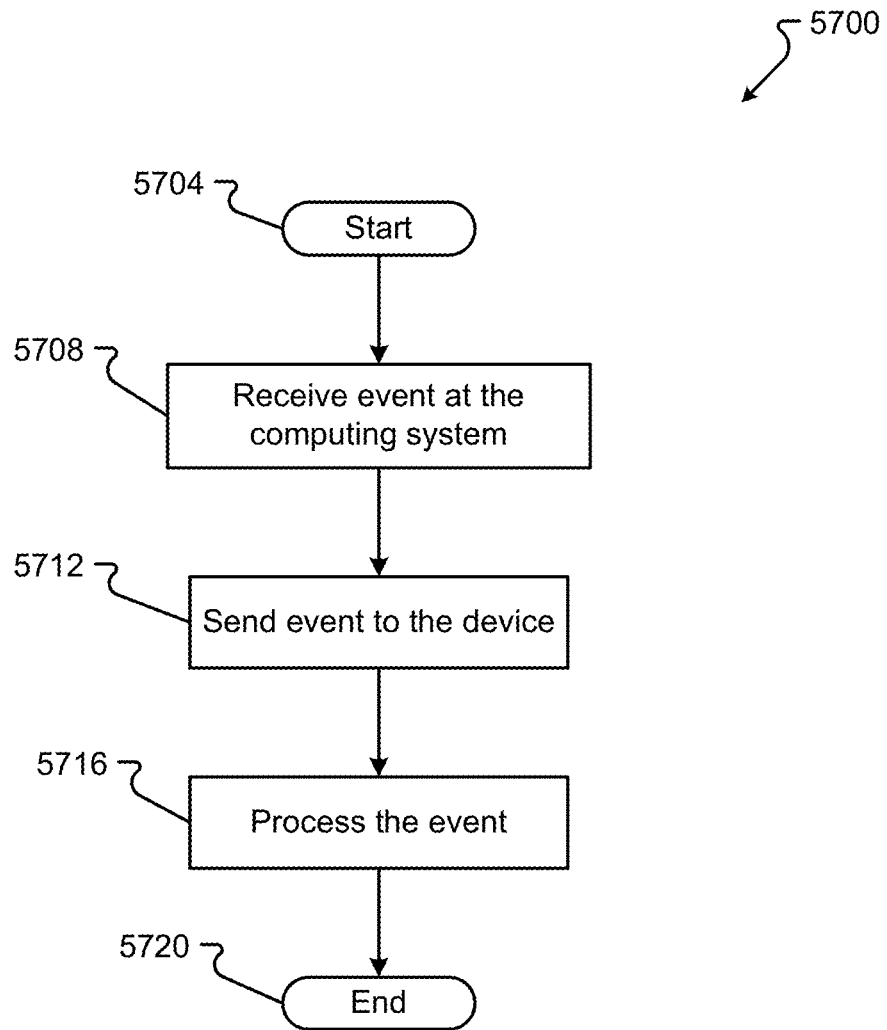 5700
5704
Start
5708
Receive event at the
computing system
5712
Send event to the device
5716
Process the event
5720
End